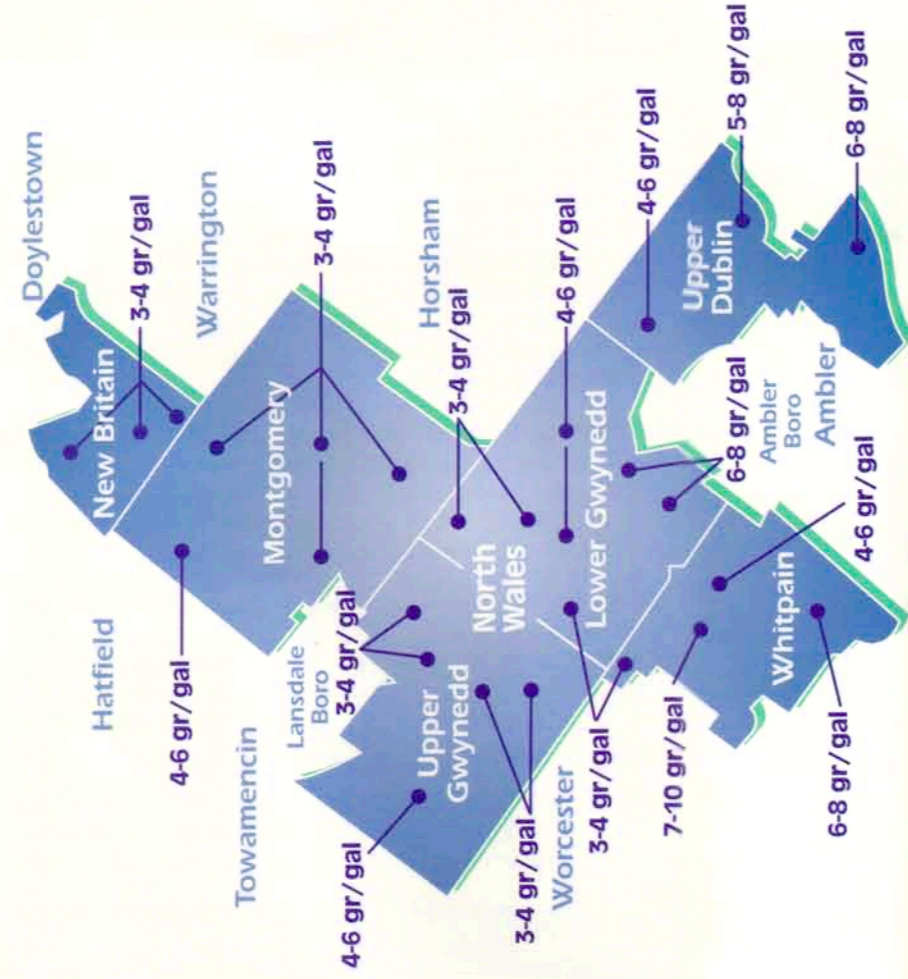 Doylestown
New Britain
Hatfield
3-4 gr/gal
4-6 gr/gal
Warrington
Towamencin
Montgomery
Lansdale
Boro
3-4 gr/gal
4-6 gr/gal
3-4 gr/gal
Upper
Gwynedd
Horsham
3-4 gr/gal
North
Wales
3-4 gr/gal
Worcester
4-6 gr/gal
3-4 gr/gal
Lower Gwynedd
4-6 gr/gal
7-10 gr/gal
Upper
Dublin
6-8 gr/gal
5-8 gr/gal
Ambler
Boro
Whitpain
Ambler
6-8 gr/gal
6-8 gr/gal
4-6 gr/gal